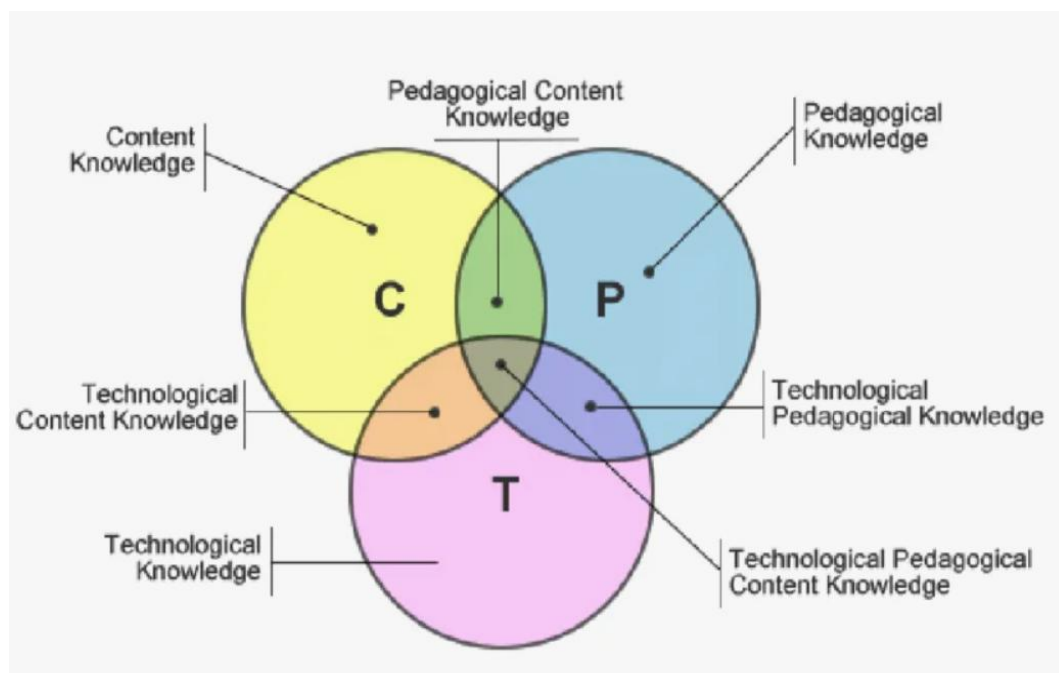 Pedagogical Content
Knowledge
Content
Knowledge
Pedagogical
Knowledge
C
P
Technological
Content Knowledge
Technological
Pedagogical Knowledge
T
Technological
Knowledge
Technological Pedagogical
Content Knowledge